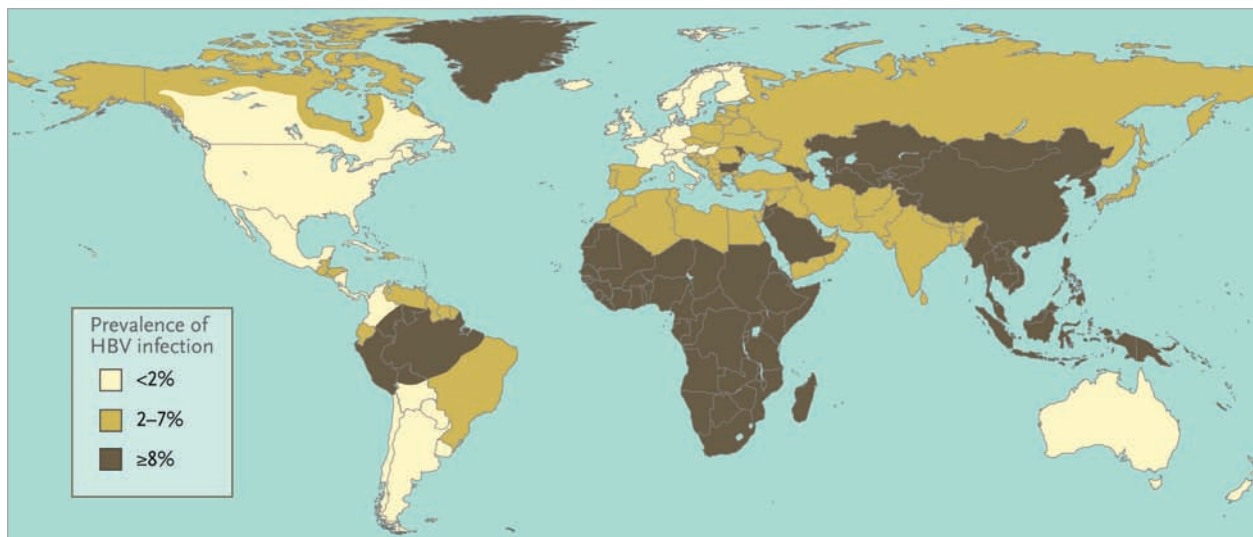 Prevalence of
HBV infection
<2%
2–7%
≥8%